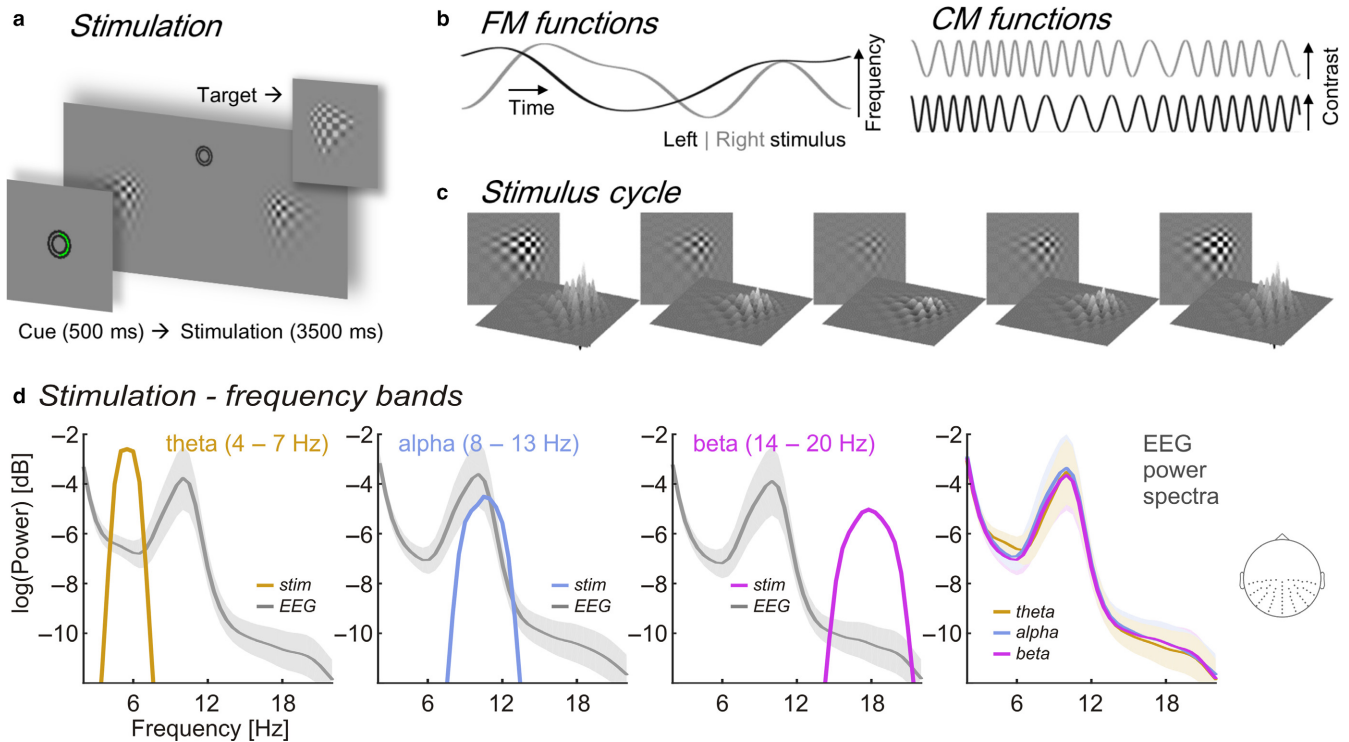 a Stimulation
Target →
Cue (500 ms) → Stimulation (3500 ms)
b FM functions
Time
Frequency
Left | Right stimulus
CM functions
Contrast
Contrast
c Stimulus cycle
d Stimulation - frequency bands
log(Power) [dB]
Frequency [Hz]
theta (4 – 7 Hz)
−2
−4
−6
−8
−10
stim
EEG
6 12 18
alpha (8 – 13 Hz)
−2
−4
−6
−8
−10
stim
EEG
6 12 18
beta (14 – 20 Hz)
−2
−4
−6
−8
−10
stim
EEG
6 12 18
−2
−4
−6
−8
−10
theta
alpha
beta
6 12 18
EEG
power
spectra